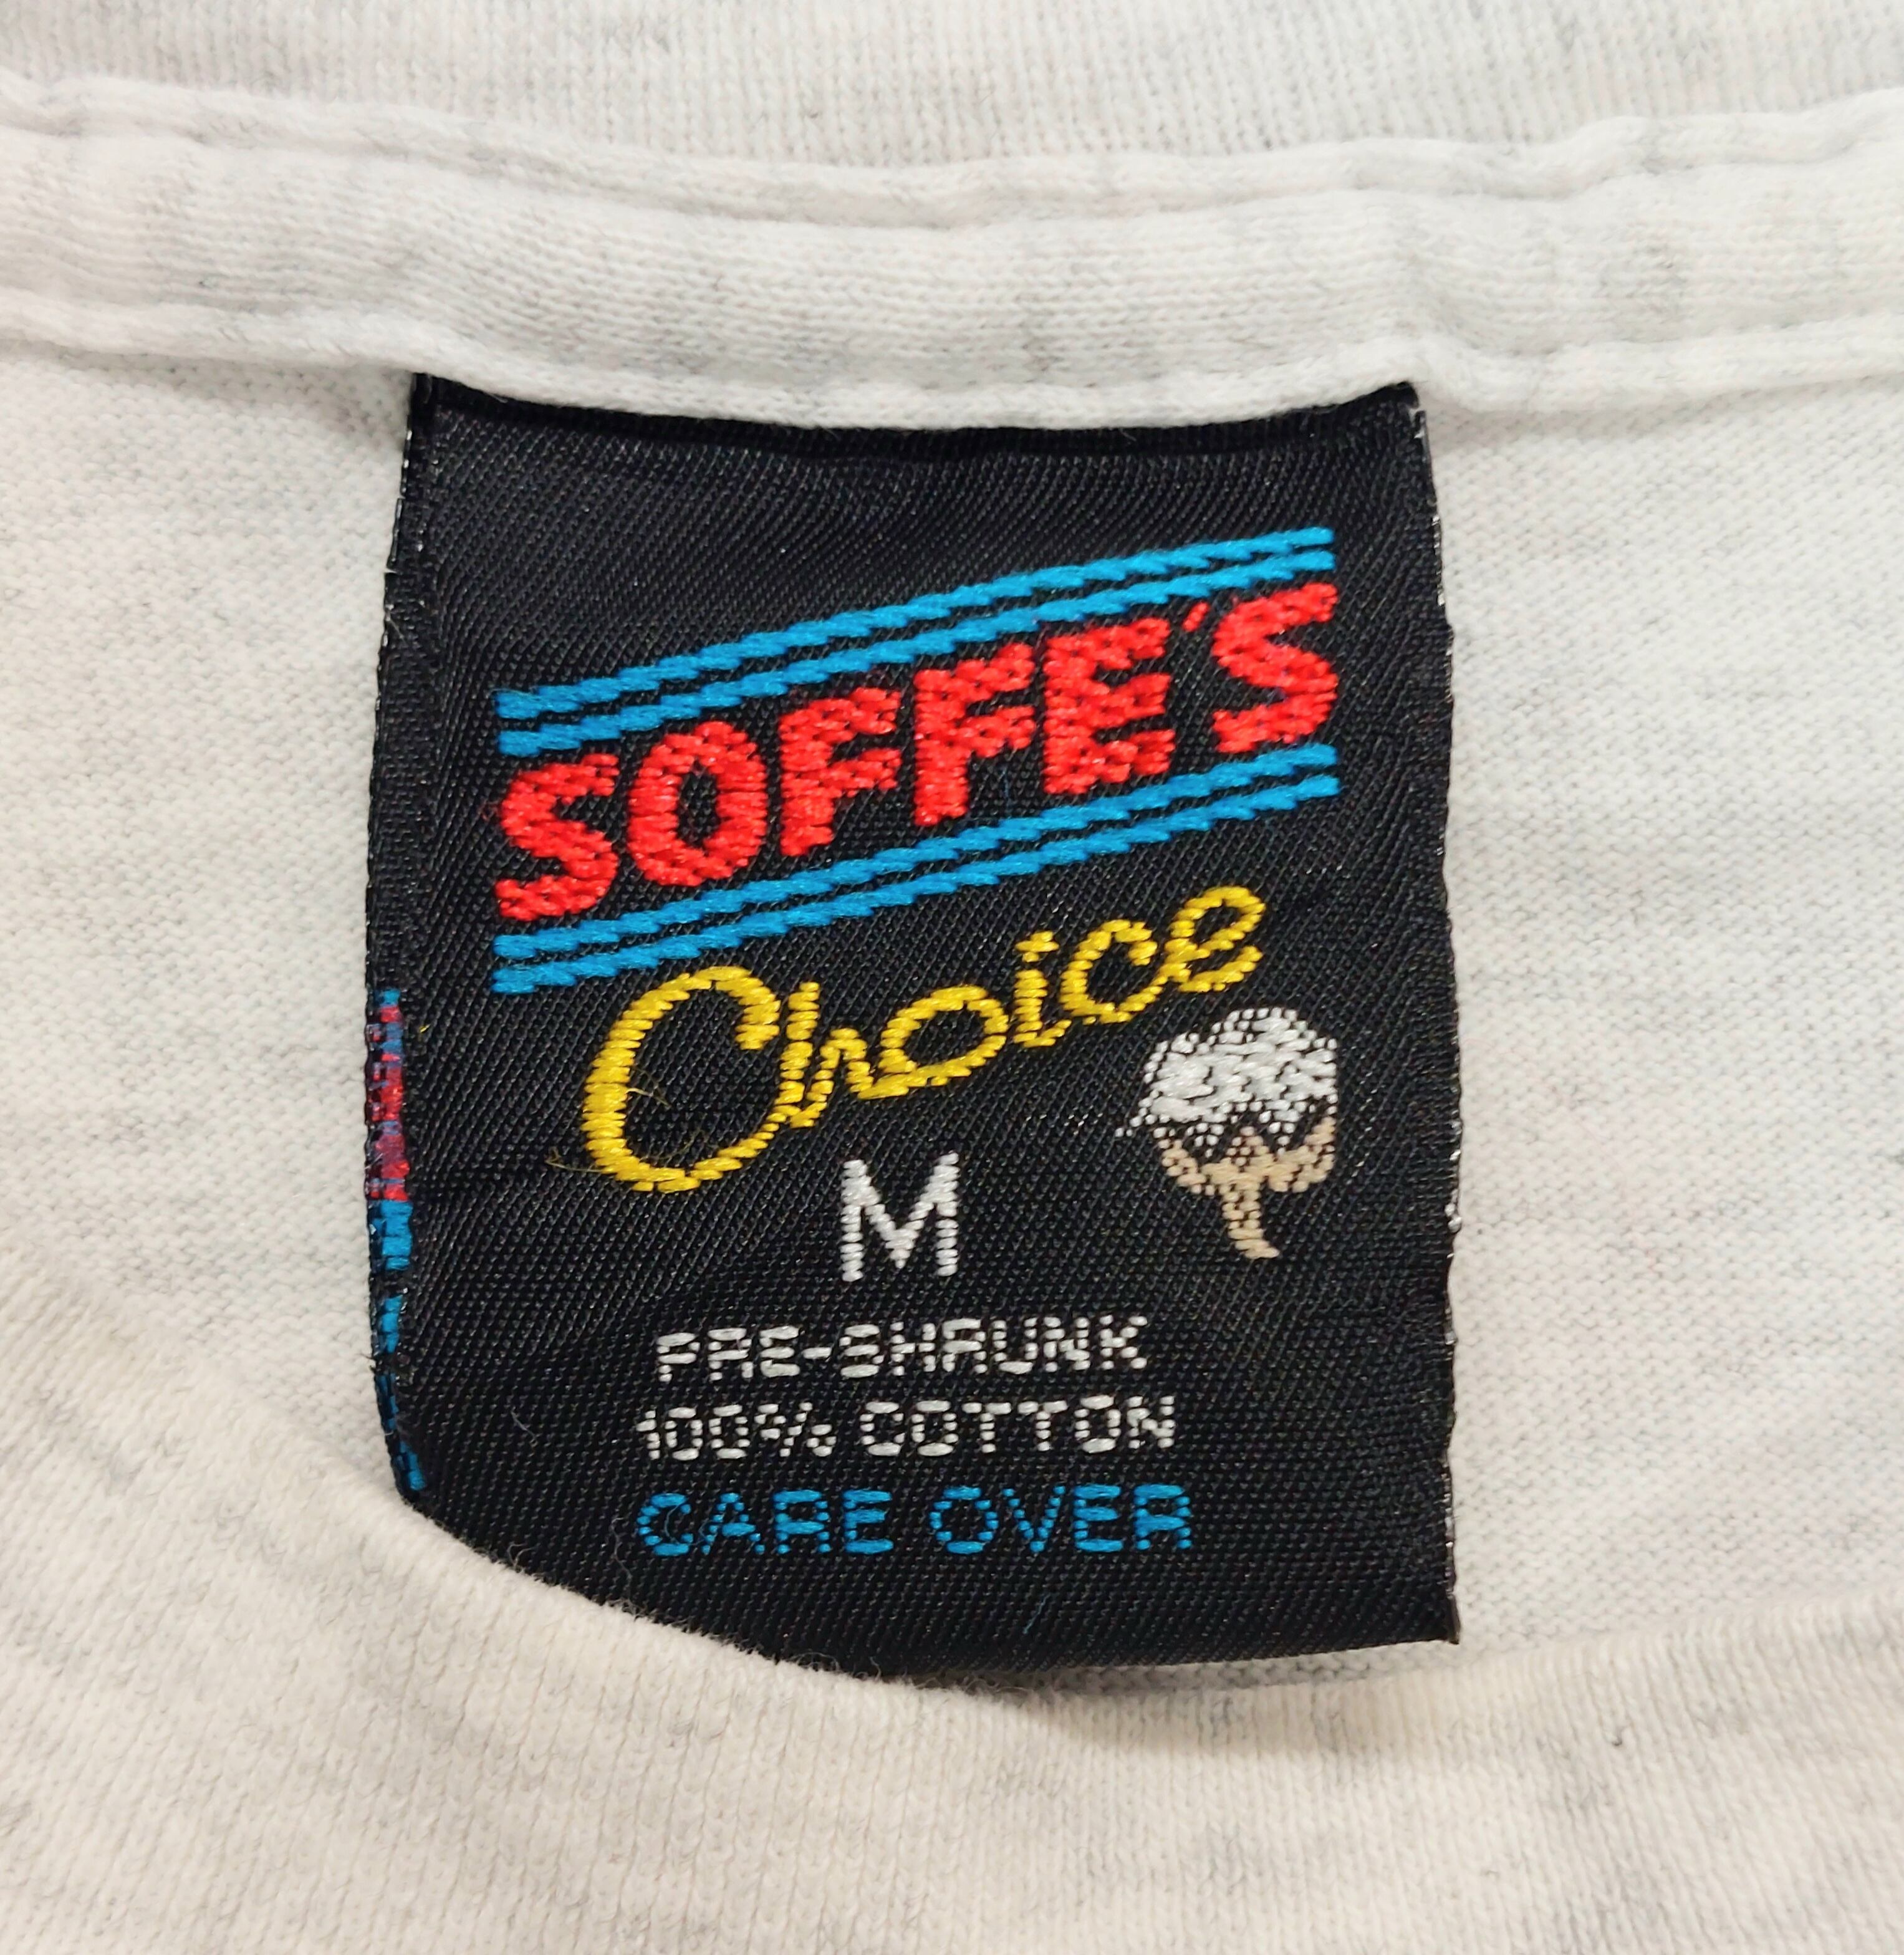 SOFFE'S
Choice
M
PRE-SHRUNK
100% COTTON
CARE OVER